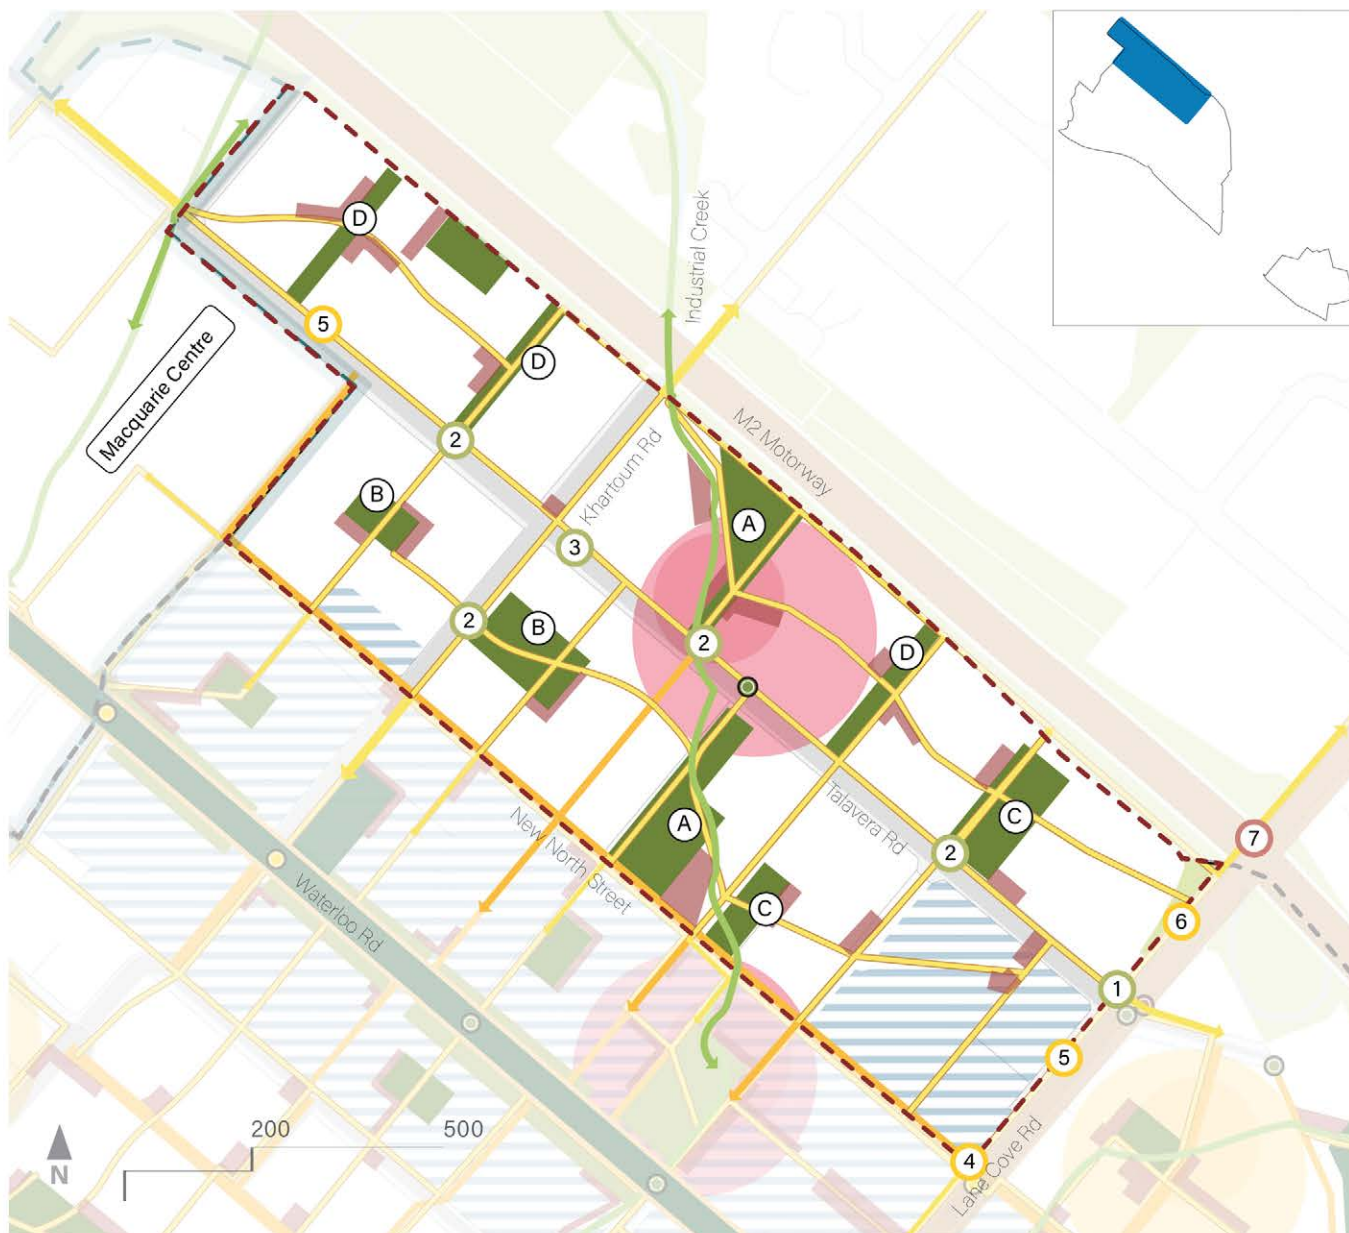 Industrial Creek
D
5
Macquarie Centre
D
M2 Motorway
Khartoum Rd
2
B
A
3
2
B
2
D
Talavera Rd
C
A
2
7
New North Street
C
6
Waterloo Rd
1
5
200
500
N
4
Lane Cove Rd